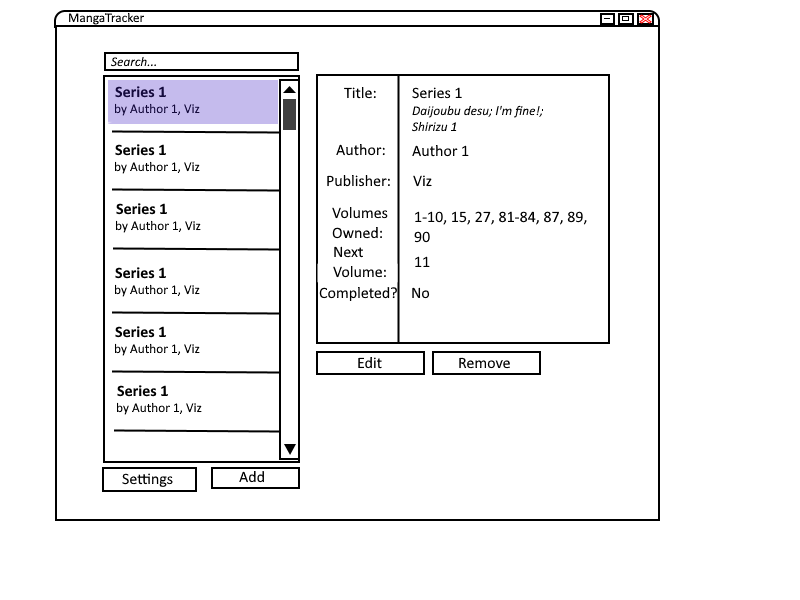 MangaTracker
Search...
Series 1
by Author 1, Viz
Series 1
by Author 1, Viz
Series 1
by Author 1, Viz
Series 1
by Author 1, Viz
Series 1
by Author 1, Viz
Series 1
by Author 1, Viz
Settings
Add
Title:
Series 1
Daijoubu desu; I'm fine!;
Shirizu 1
Author:
Author 1
Publisher:
Viz
Volumes
Owned:
1-10, 15, 27, 81-84, 87, 89,
90
Next
Volume:
11
Completed?
No
Edit
Remove